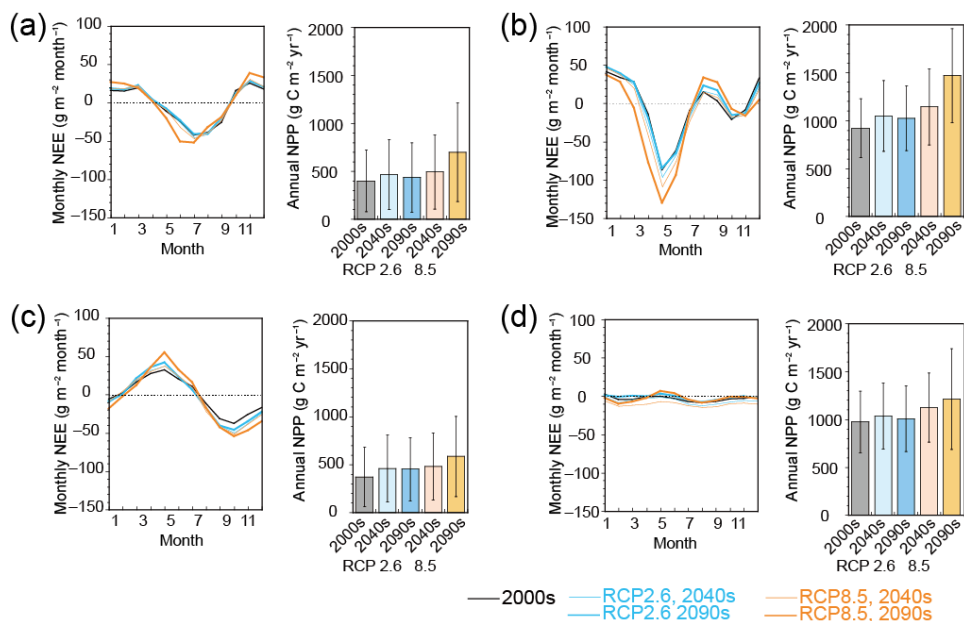 (a)
Monthly NEE (g m⁻² month⁻¹)
100
50
0
−50
−100
−150
1 3 5 7 9 11
Month
Annual NPP (g C m⁻² yr⁻¹)
2000
1500
1000
500
0
2000s 2040s 2090s 2040s 2090s
RCP 2.6 8.5
(b)
Monthly NEE (g m⁻² month⁻¹)
100
50
0
−50
−100
−150
1 3 5 7 9 11
Month
Annual NPP (g C m⁻² yr⁻¹)
2000
1500
1000
500
0
2000s 2040s 2090s 2040s 2090s
RCP 2.6 8.5
(c)
Monthly NEE (g m⁻² month⁻¹)
100
50
0
−50
−100
−150
1 3 5 7 9 11
Month
Annual NPP (g C m⁻² yr⁻¹)
2000
1500
1000
500
0
2000s 2040s 2090s 2040s 2090s
RCP 2.6 8.5
(d)
Monthly NEE (g m⁻² month⁻¹)
100
50
0
−50
−100
−150
1 3 5 7 9 11
Month
Annual NPP (g C m⁻² yr⁻¹)
2000
1500
1000
500
0
2000s 2040s 2090s 2040s 2090s
RCP 2.6 8.5
2000s
RCP2.6, 2040s
RCP2.6 2090s
RCP8.5, 2040s
RCP8.5, 2090s